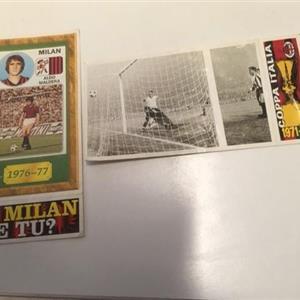 MILAN
ALDO
MALDERA
1976-77
MILAN
E TU?
COPPA ITALIA
1971-